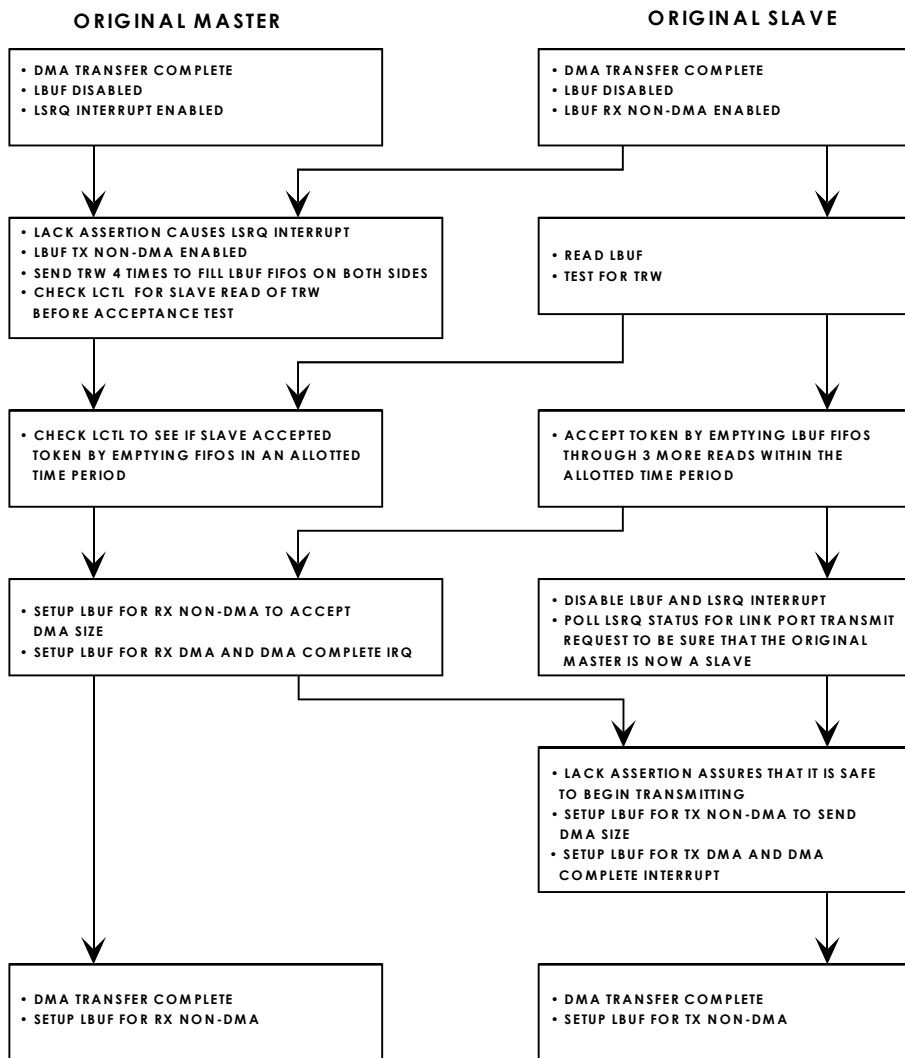 ORIGINAL MASTER
ORIGINAL SLAVE
• DMA TRANSFER COMPLETE
• LBUF DISABLED
• LSRQ INTERRUPT ENABLED
• DMA TRANSFER COMPLETE
• LBUF DISABLED
• LBUF RX NON-DMA ENABLED
• LACK ASSERTION CAUSES LSRQ INTERRUPT
• LBUF TX NON-DMA ENABLED
• SEND TRW 4 TIMES TO FILL LBUF FIFOS ON BOTH SIDES
• CHECK LCTL FOR SLAVE READ OF TRW
BEFORE ACCEPTANCE TEST
• READ LBUF
• TEST FOR TRW
• CHECK LCTL TO SEE IF SLAVE ACCEPTED
TOKEN BY EMPTYING FIFOS IN AN ALLOTTED
TIME PERIOD
• ACCEPT TOKEN BY EMPTYING LBUF FIFOS
THROUGH 3 MORE READS WITHIN THE
ALLOTTED TIME PERIOD
• SETUP LBUF FOR RX NON-DMA TO ACCEPT
DMA SIZE
• SETUP LBUF FOR RX DMA AND DMA COMPLETE IRQ
• DISABLE LBUF AND LSRQ INTERRUPT
• POLL LSRQ STATUS FOR LINK PORT TRANSMIT
REQUEST TO BE SURE THAT THE ORIGINAL
MASTER IS NOW A SLAVE
• LACK ASSERTION ASSURES THAT IT IS SAFE
TO BEGIN TRANSMITTING
• SETUP LBUF FOR TX NON-DMA TO SEND
DMA SIZE
• SETUP LBUF FOR TX DMA AND DMA
COMPLETE INTERRUPT
• DMA TRANSFER COMPLETE
• SETUP LBUF FOR RX NON-DMA
• DMA TRANSFER COMPLETE
• SETUP LBUF FOR TX NON-DMA